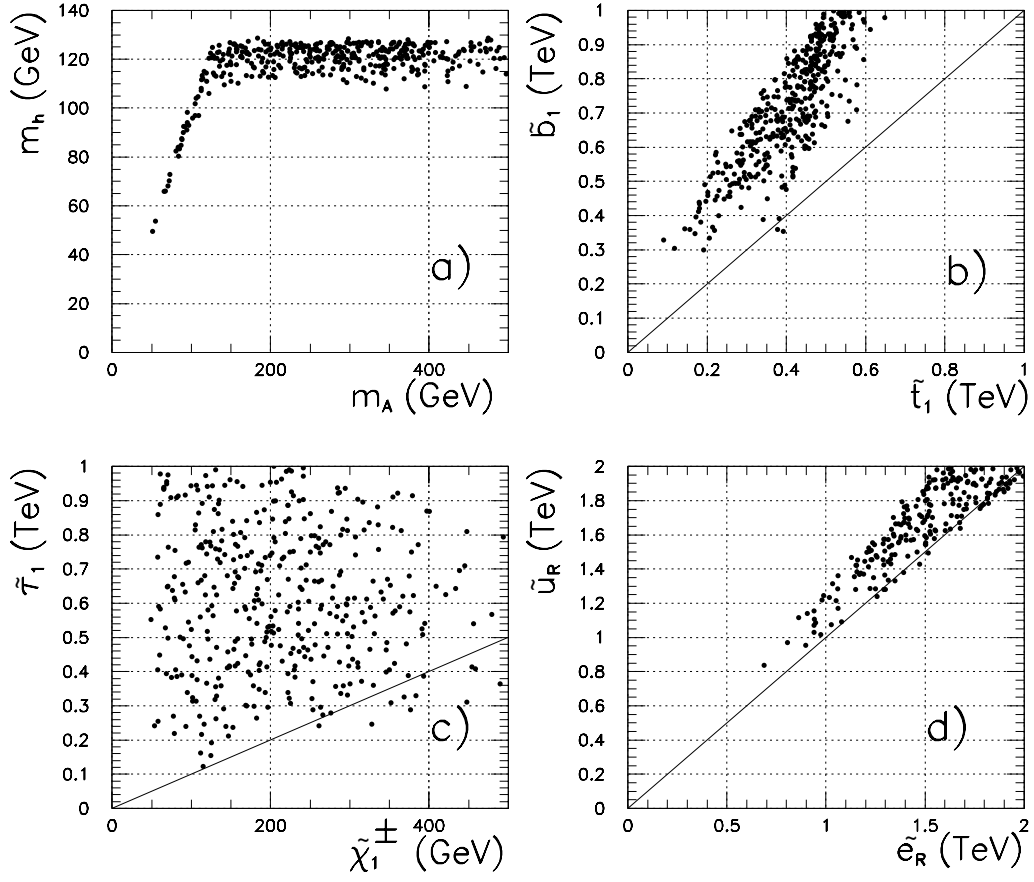 140
120
100
80
60
40
20
0
0 200 400
m_h (GeV)
m_A (GeV)
a)
1
0.9
0.8
0.7
0.6
0.5
0.4
0.3
0.2
0.1
0
0 0.2 0.4 0.6 0.8 1
b̃₁ (TeV)
t̃₁ (TeV)
b)
1
0.9
0.8
0.7
0.6
0.5
0.4
0.3
0.2
0.1
0
0 200 400
τ̃₁ (TeV)
χ̃₁± (GeV)
c)
2
1.8
1.6
1.4
1.2
1
0.8
0.6
0.4
0.2
0
0 0.5 1 1.5 2
ũ_R (TeV)
ẽ_R (TeV)
d)